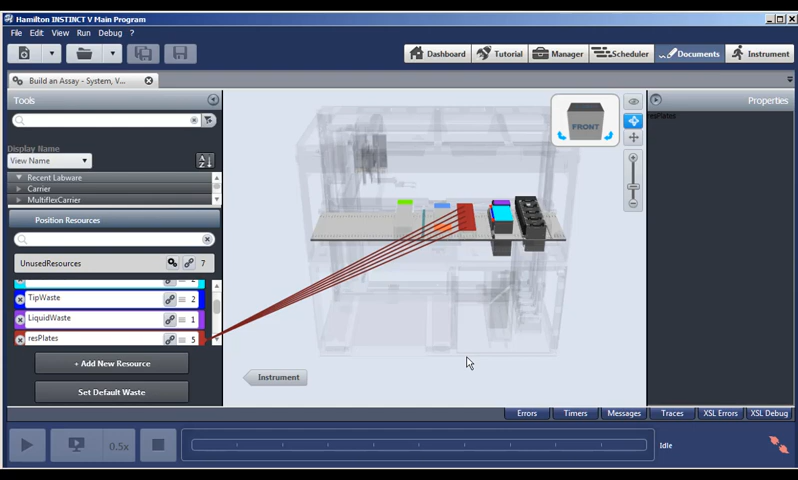 Hamilton INSTINCT V Main Program
File Edit View Run Debug ?
Dashboard Tutorial Manager Scheduler Documents Instrument
Build an Assay - System, V...
Tools
Properties
resPlates
Display Name
View Name
Recent Labware
Carrier
MultiflexCarrier
Position Resources
UnusedResources 7
2
TipWaste 2
LiquidWaste 1
resPlates 5
+ Add New Resource
Set Default Waste
FRONT
Instrument
Errors Timers Messages Traces XSL Errors XSL Debug
0.5x
Idle